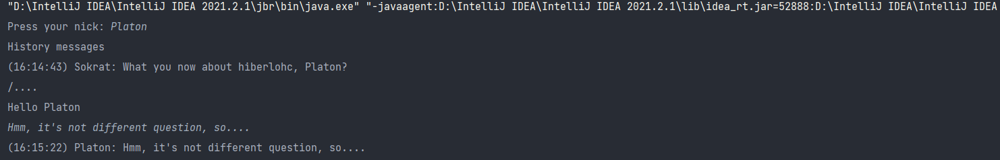 "D:\IntelliJ IDEA\IntelliJ IDEA 2021.2.1\jbr\bin\java.exe" "-javaagent:D:\IntelliJ IDEA\IntelliJ IDEA 2021.2.1\lib\idea_rt.jar=52888:D:\IntelliJ IDEA\IntelliJ IDEA
Press your nick: Platon
History messages
(16:14:43) Sokrat: What you now about hiberlohc, Platon?
/....
Hello Platon
Hmm, it's not different question, so....
(16:15:22) Platon: Hmm, it's not different question, so....